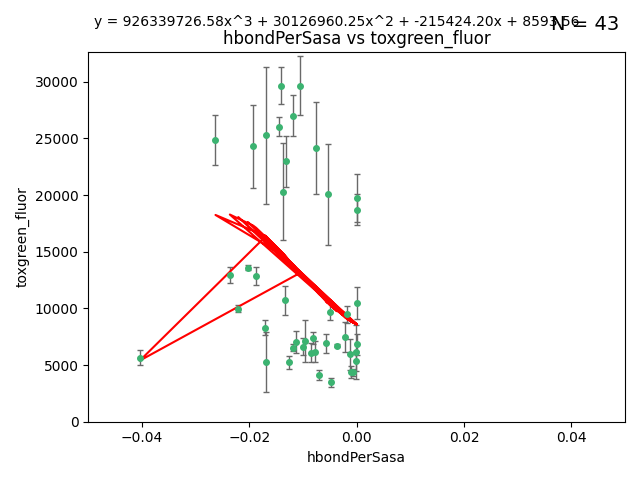 y = 926339726.58x^3 + 30126960.25x^2 + -215424.20x + 8593.56
N = 43
hbondPerSasa vs toxgreen_fluor
30000
25000
20000
15000
10000
5000
0
toxgreen_fluor
−0.04 −0.02 0.00 0.02 0.04
hbondPerSasa